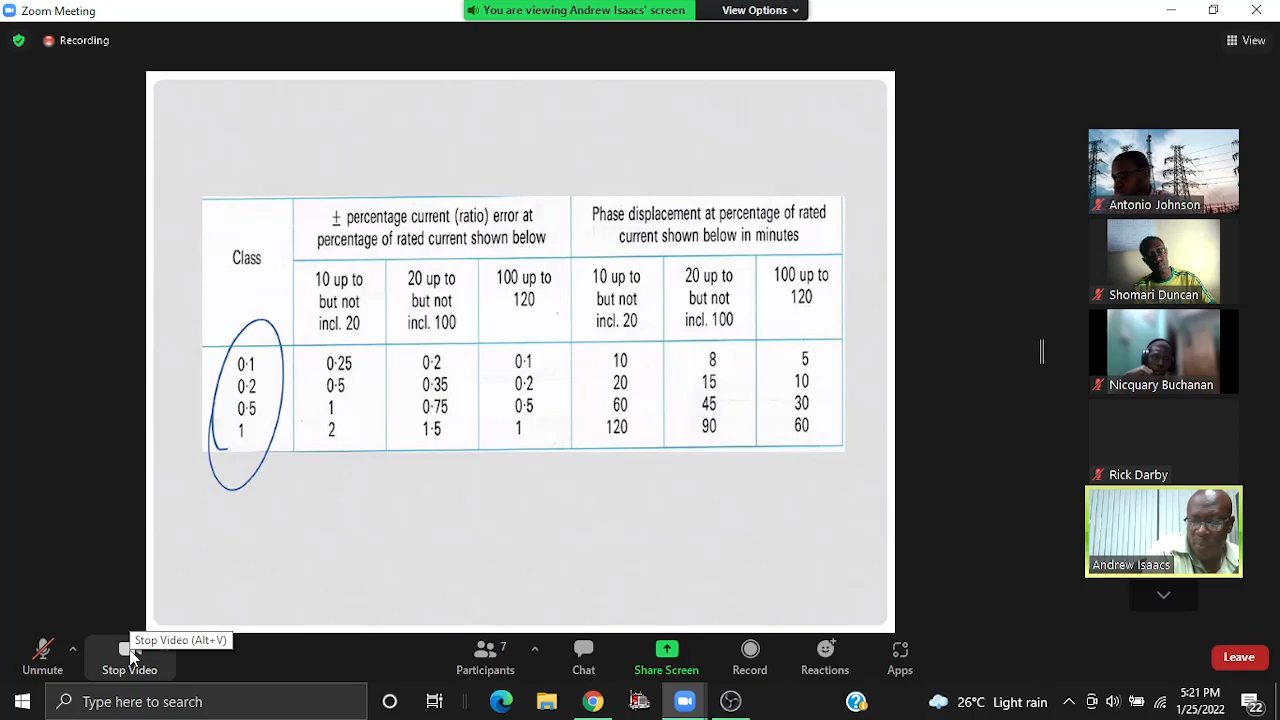 Zoom Meeting
You are viewing Andrew Isaacs' screen
View Options
Recording
View
Class
± percentage current (ratio) error at
percentage of rated current shown below
Phase displacement at percentage of rated
current shown below in minutes
10 up to
but not
incl. 20
20 up to
but not
incl. 100
100 up to
120
10 up to
but not
incl. 20
20 up to
but not
incl. 100
100 up to
120
0·1 0·25 0·2 0·1 10 8 5
0·2 0·5 0·35 0·2 20 15 10
0·5 1 0·75 0·5 60 45 30
1 2 1·5 1 120 90 60
Antonio Johnson
Shomari Duncan
Nicquary Buchanan
Rick Darby
Andrew Isaacs
Stop Video (Alt+V)
Unmute
Stop Video
Participants
7
Chat
Share Screen
Record
Reactions
Apps
Leave
Type here to search
26°C Light rain
5:21 PM
1/25/2022
22